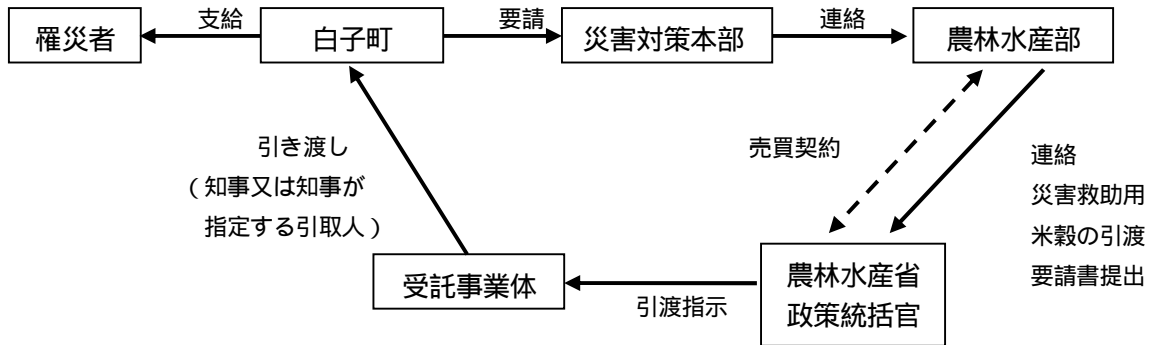 支給
要請
連絡
罹災者
白子町
災害対策本部
農林水産部
引き渡し
（知事又は知事が
指定する引取人）
売買契約
連絡
災害救助用
米穀の引渡
要請書提出
受託事業体
引渡指示
農林水産省
政策統括官